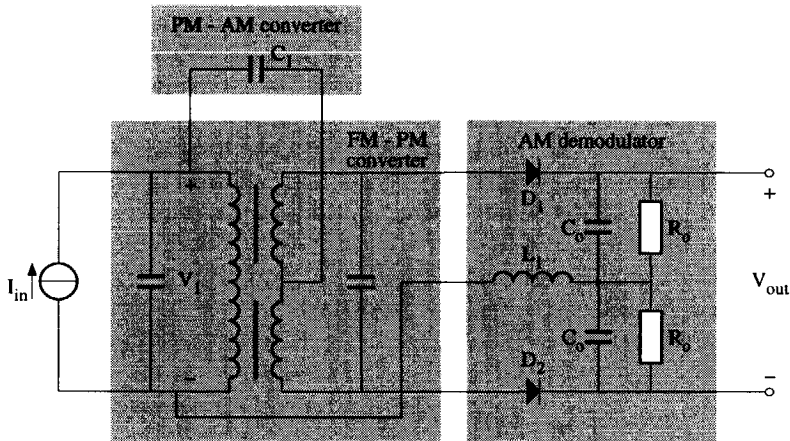 PM - AM converter
C1
FM - PM
converter
AM demodulator
+
D1
+
Co
Ro
L1
Iin
V1
Vout
Co
Ro
−
D2
−